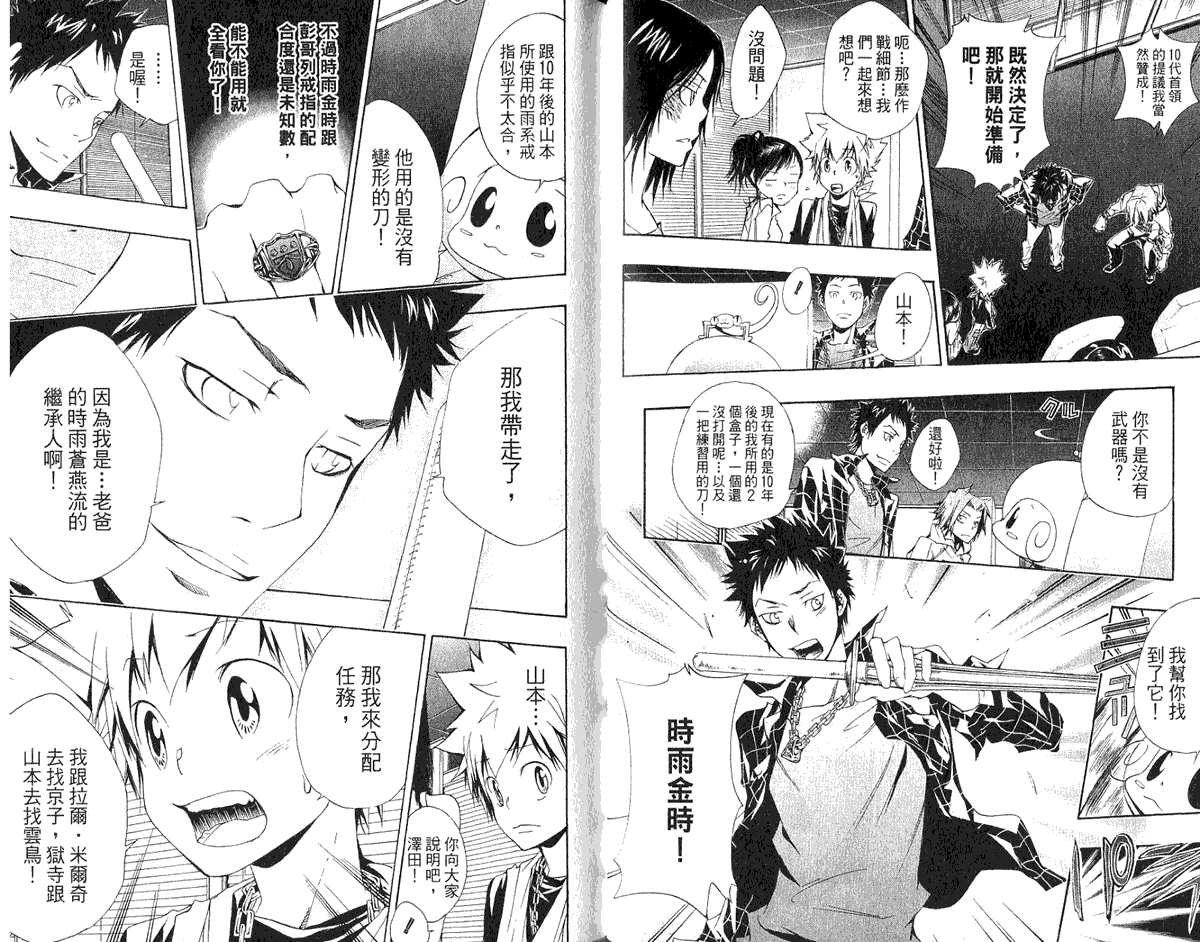 10代首領
的提議我當
然贊成！
既然決定了，
那就開始準備
吧！
呃…那麼作
戰細節…我
們一起來想
想吧？
沒問題！
山本！
！
你不是沒有
武器嗎？
クル
還好啦！
現在有的是10年
後的我所用的2
個盒子，一個還
沒打開呢…以及
一把練習用的刀！
我幫你找
到了它！
時雨金時！
跟10年後的山本
所使用的雨系戒
指似乎不太合，
他用的是沒有
變形的刀！
不過時雨金時跟
彭哥列戒指的配
合度還是未知數，
能不能用就
全看你了！
……
是喔！
那我帶走了，
因為我是…老爸
的時雨蒼燕流的
繼承人啊！
山本…
你向大家
說明吧，
澤田！
那我來分配
任務，
我跟拉爾·米爾奇
去找京子，獄寺跟
山本去找雲鳥！